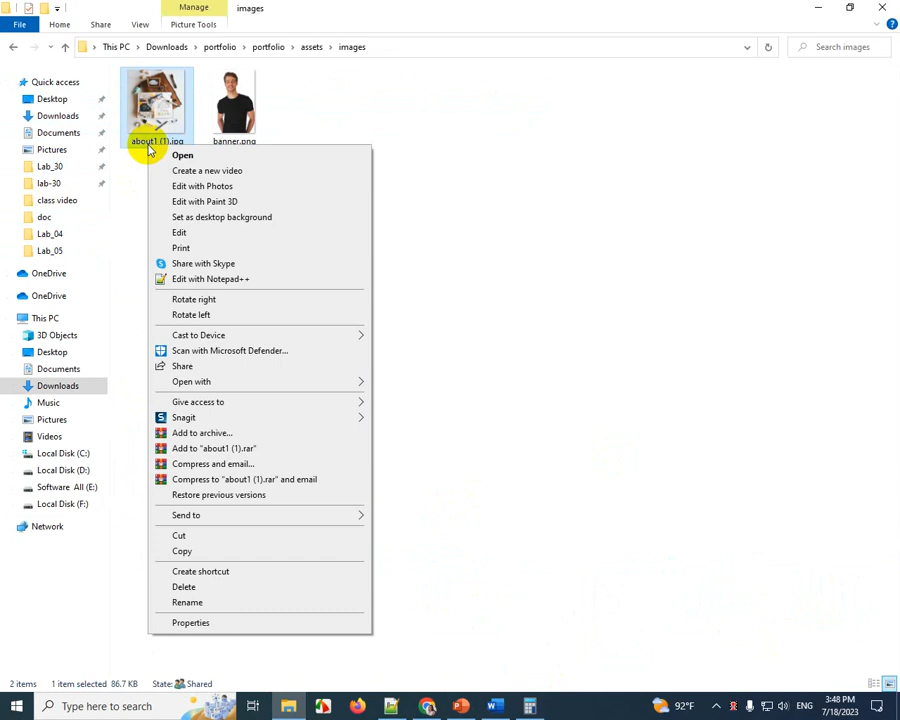 Manage
images
File
Home
Share
View
Picture Tools
This PC
Downloads
portfolio
portfolio
assets
images
Search images
Quick access
Desktop
Downloads
Documents
Pictures
Lab_30
lab-30
class video
doc
Lab_04
Lab_05
OneDrive
OneDrive
This PC
3D Objects
Desktop
Documents
Downloads
Music
Pictures
Videos
Local Disk (C:)
Local Disk (D:)
Software All (E:)
Local Disk (F:)
Network
about1 (1).jpg
banner.png
Open
Create a new video
Edit with Photos
Edit with Paint 3D
Set as desktop background
Edit
Print
Share with Skype
Edit with Notepad++
Rotate right
Rotate left
Cast to Device
Scan with Microsoft Defender...
Share
Open with
Give access to
Snagit
Add to archive...
Add to "about1 (1).rar"
Compress and email...
Compress to "about1 (1).rar" and email
Restore previous versions
Send to
Cut
Copy
Create shortcut
Delete
Rename
Properties
2 items
1 item selected 86.7 KB
State: Shared
Type here to search
92°F
ENG
3:48 PM
7/18/2023